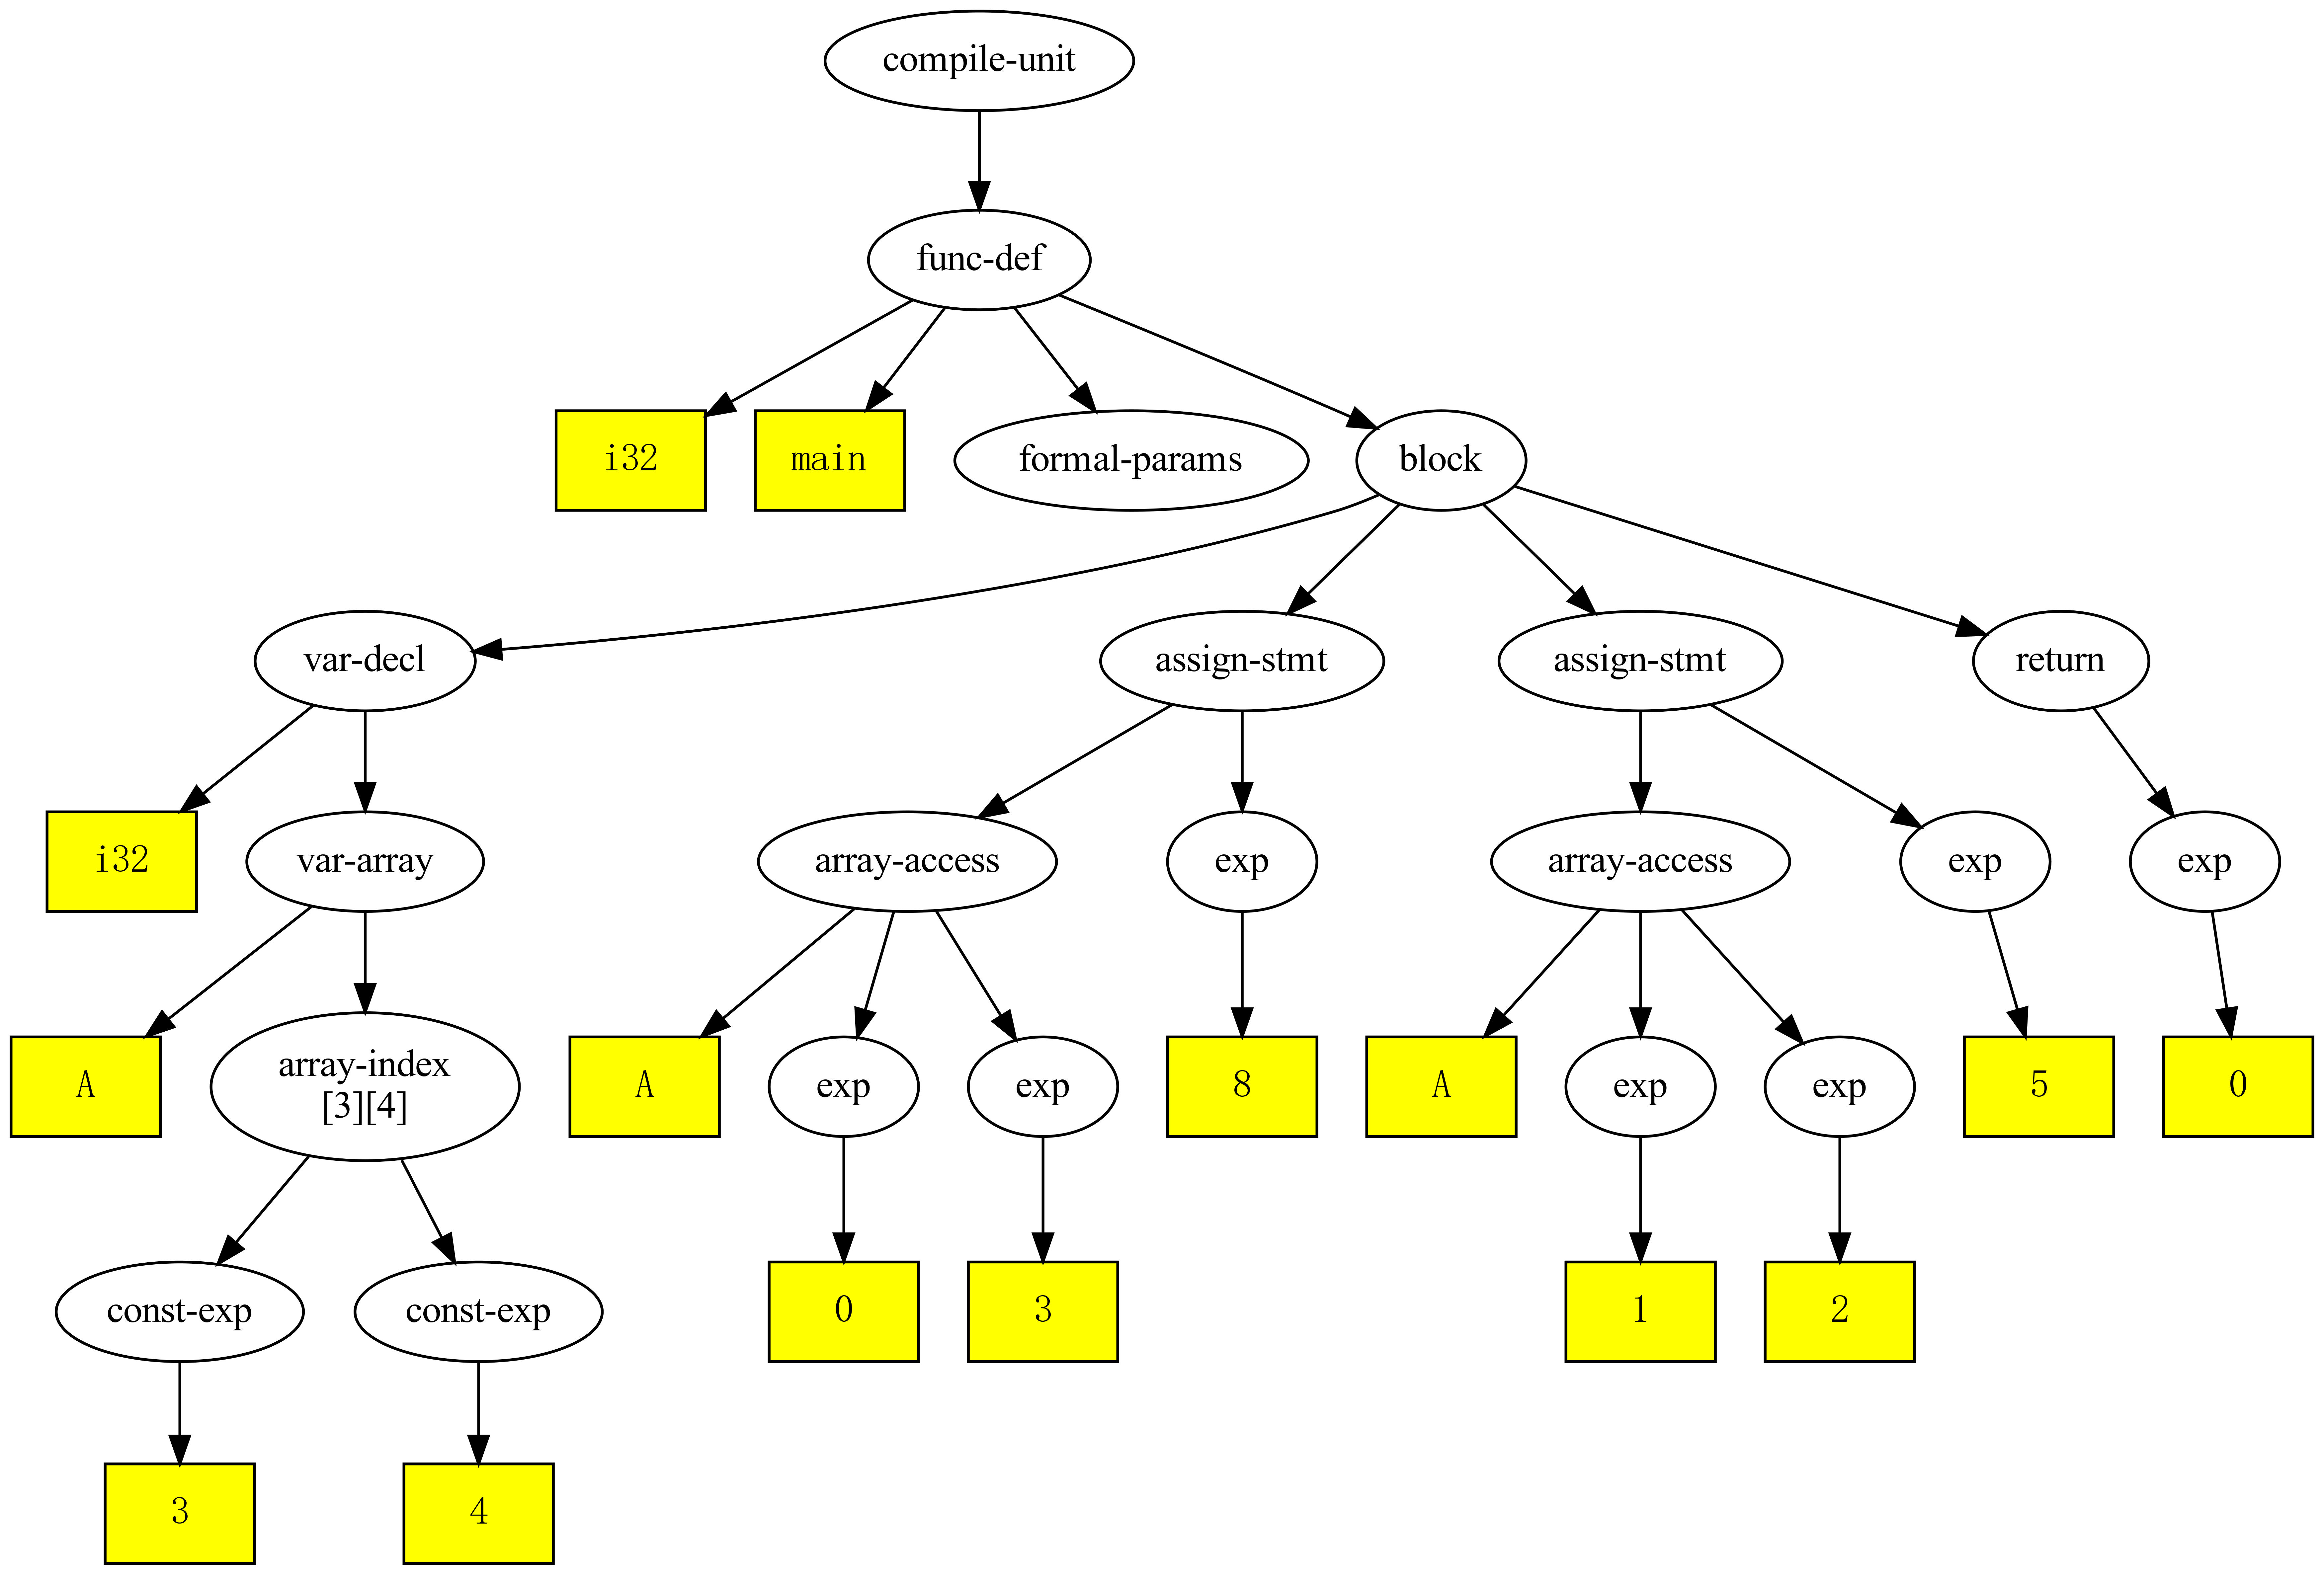 compile-unit
func-def
i32
main
formal-params
block
var-decl
assign-stmt
assign-stmt
return
i32
var-array
array-access
exp
array-access
exp
exp
A
array-index
[3][4]
A
exp
exp
8
A
exp
exp
5
0
const-exp
const-exp
0
3
1
2
3
4